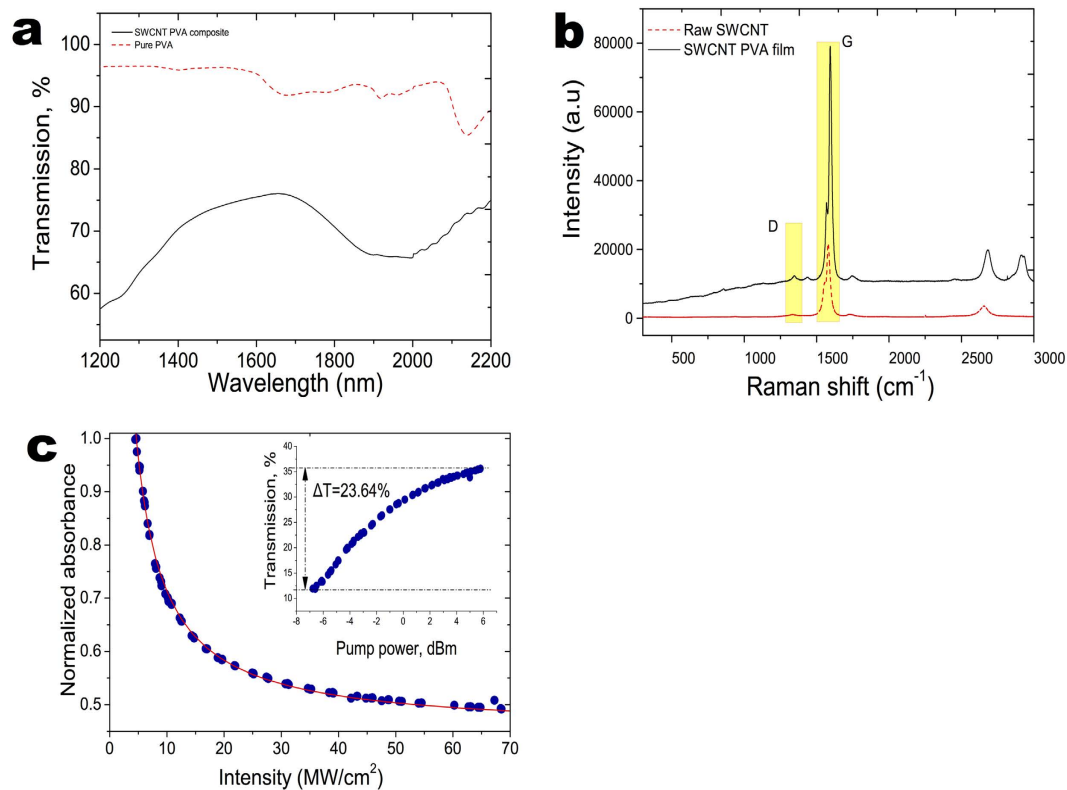 a
SWCNT PVA composite
Pure PVA
100
90
80
70
60
Transmission, %
1200 1400 1600 1800 2000 2200
Wavelength (nm)
b
Raw SWCNT
SWCNT PVA film
G
D
80000
60000
40000
20000
0
Intensity (a.u)
500 1000 1500 2000 2500 3000
Raman shift (cm⁻¹)
c
1.0
0.9
0.8
0.7
0.6
0.5
Normalized absorbance
0 10 20 30 40 50 60 70
Intensity (MW/cm²)
40
35
30
25
20
15
10
Transmission, %
ΔT=23.64%
-8 -6 -4 -2 0 2 4 6
Pump power, dBm